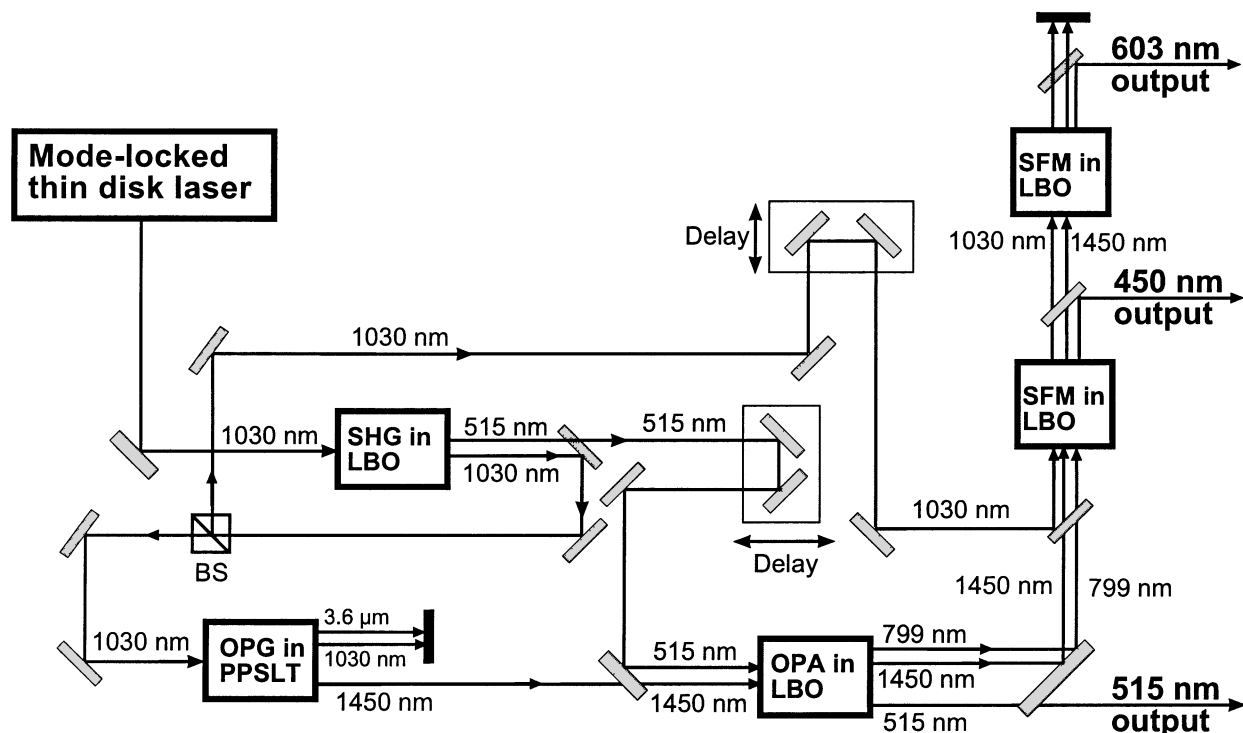 603 nm
output
Mode-locked
thin disk laser
SFM in
LBO
Delay
1030 nm
1450 nm
450 nm
output
1030 nm
SFM in
LBO
1030 nm
SHG in
LBO
515 nm
1030 nm
515 nm
1030 nm
Delay
BS
1450 nm
799 nm
1030 nm
OPG in
PPSLT
3.6 µm
1030 nm
1450 nm
515 nm
1450 nm
OPA in
LBO
799 nm
1450 nm
515 nm
515 nm
output